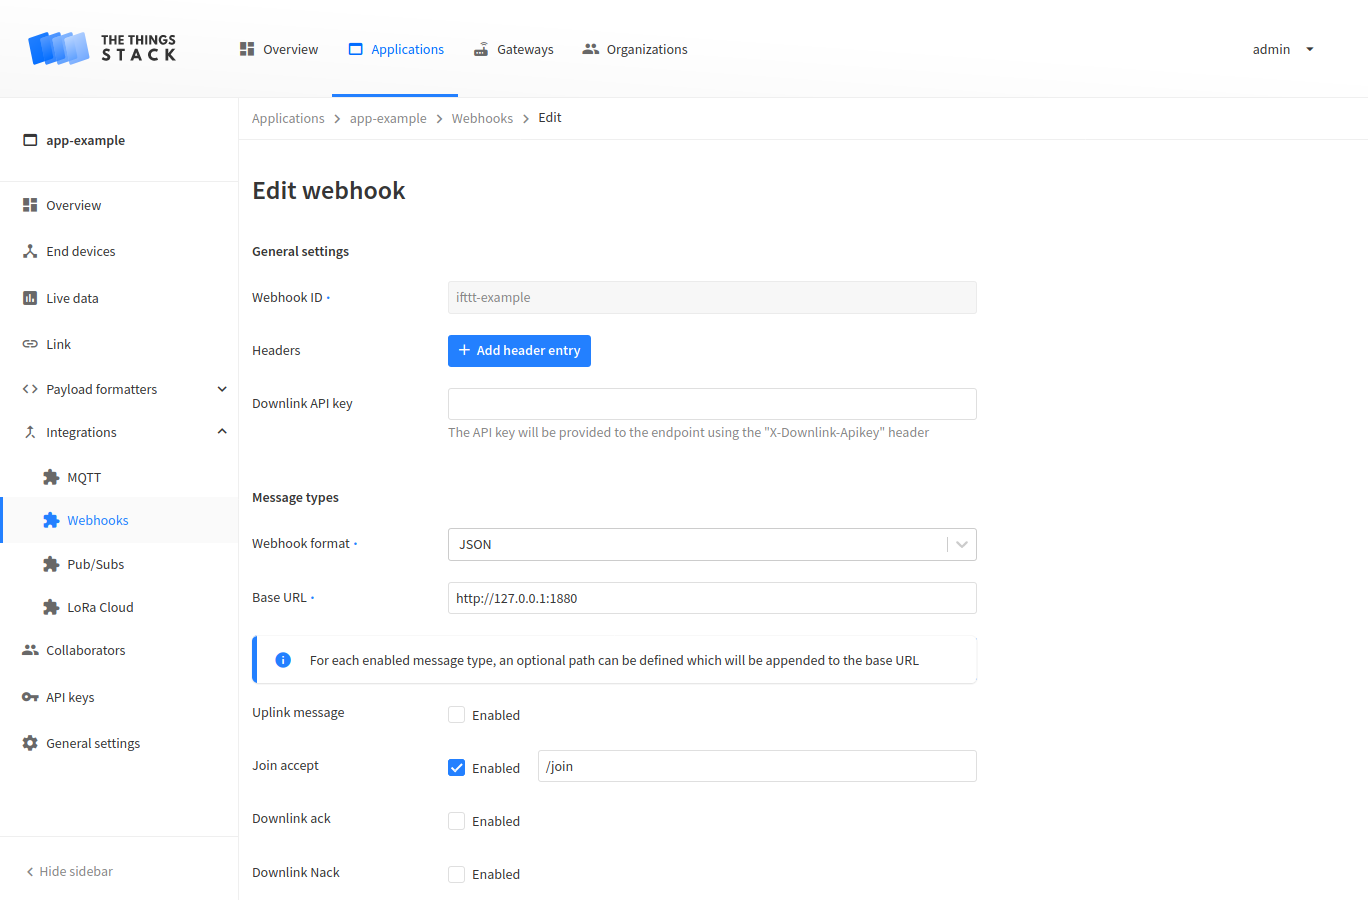 THE THINGS
STACK
Overview
Applications
Gateways
Organizations
admin
app-example
Overview
End devices
Live data
Link
Payload formatters
Integrations
MQTT
Webhooks
Pub/Subs
LoRa Cloud
Collaborators
API keys
General settings
Hide sidebar
Applications > app-example > Webhooks > Edit
Edit webhook
General settings
Webhook ID •
ifttt-example
Headers
+ Add header entry
Downlink API key
The API key will be provided to the endpoint using the "X-Downlink-Apikey" header
Message types
Webhook format •
JSON
Base URL •
http://127.0.0.1:1880
For each enabled message type, an optional path can be defined which will be appended to the base URL
Uplink message
Enabled
Join accept
Enabled
/join
Downlink ack
Enabled
Downlink Nack
Enabled